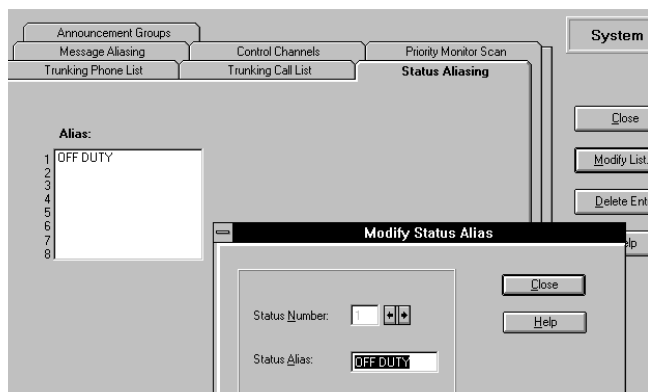 Announcement Groups
System
Message Aliasing Control Channels Priority Monitor Scan
Trunking Phone List Trunking Call List Status Aliasing
Alias:
Close
1 OFF DUTY
2
3
4
5
6
7
8
Modify List.
Delete Ent
elp
Modify Status Alias
Close
Status Number: 1
Help
Status Alias: OFF DUTY